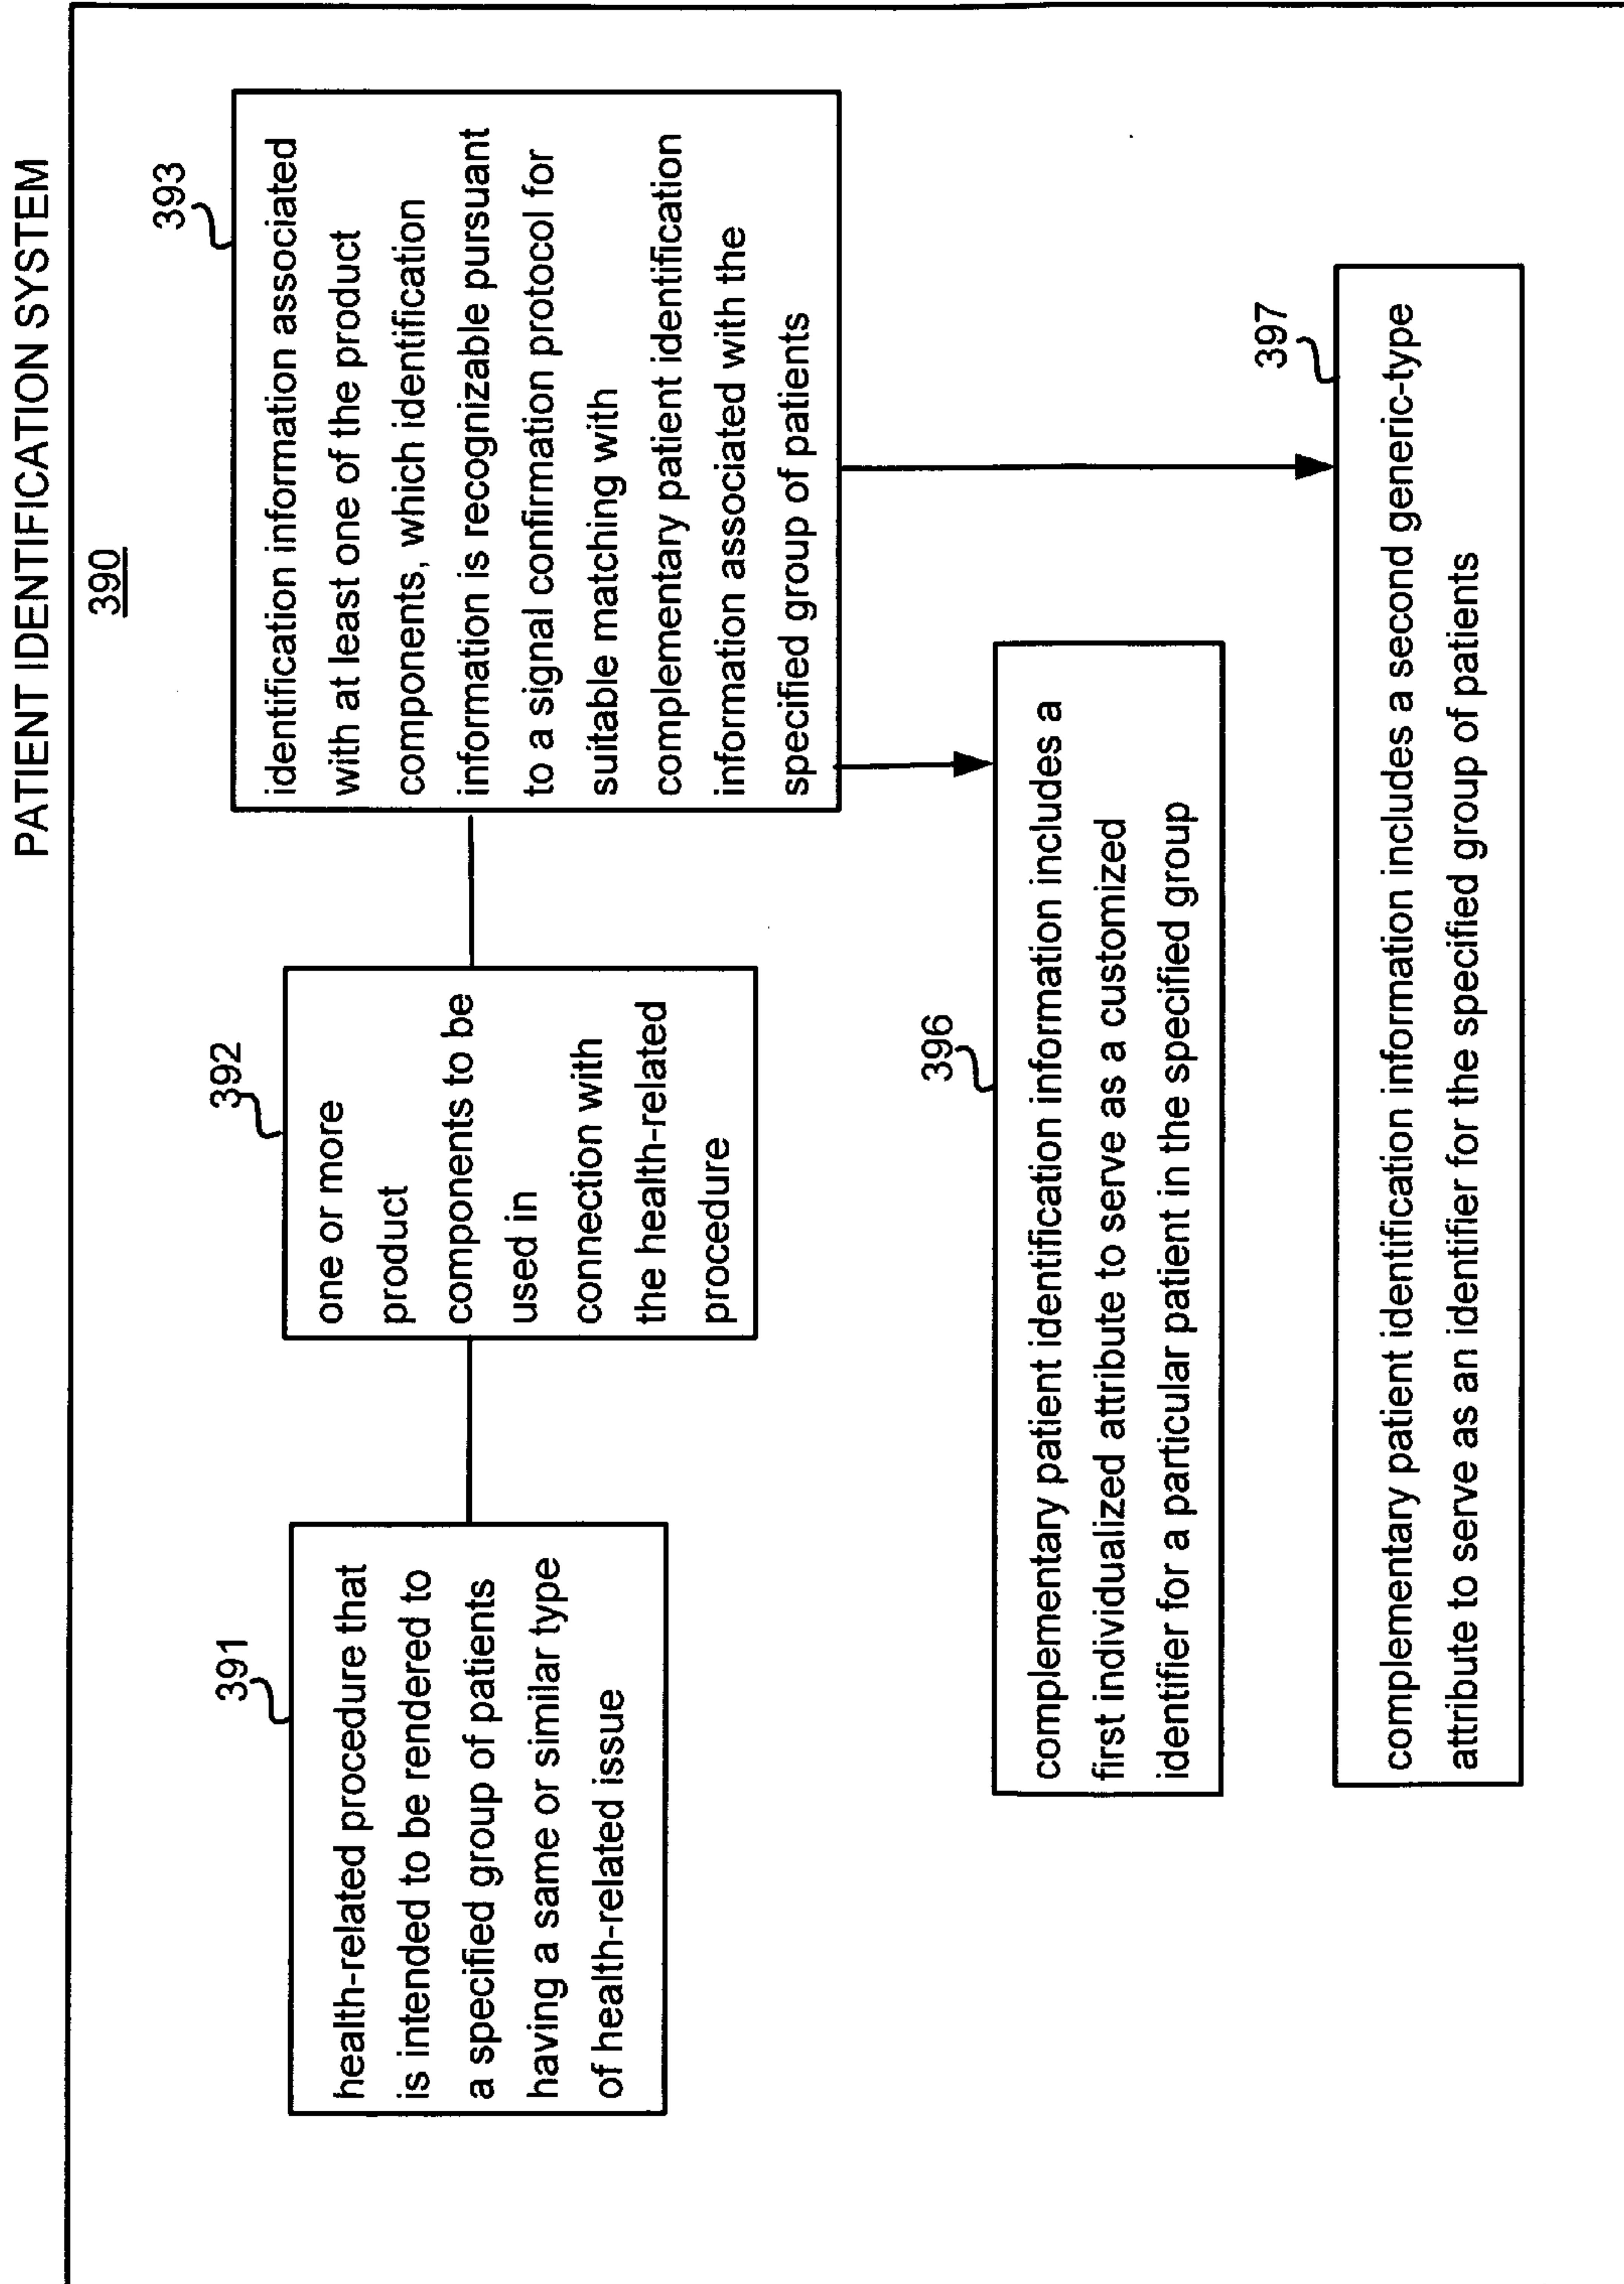 PATIENT IDENTIFICATION SYSTEM
390
391
health-related procedure that
is intended to be rendered to
a specified group of patients
having a same or similar type
of health-related issue
392
one or more
product
components to be
used in
connection with
the health-related
procedure
393
identification information associated
with at least one of the product
components, which identification
information is recognizable pursuant
to a signal confirmation protocol for
suitable matching with
complementary patient identification
information associated with the
specified group of patients
396
complementary patient identification information includes a
first individualized attribute to serve as a customized
identifier for a particular patient in the specified group
397
complementary patient identification information includes a second generic-type
attribute to serve as an identifier for the specified group of patients